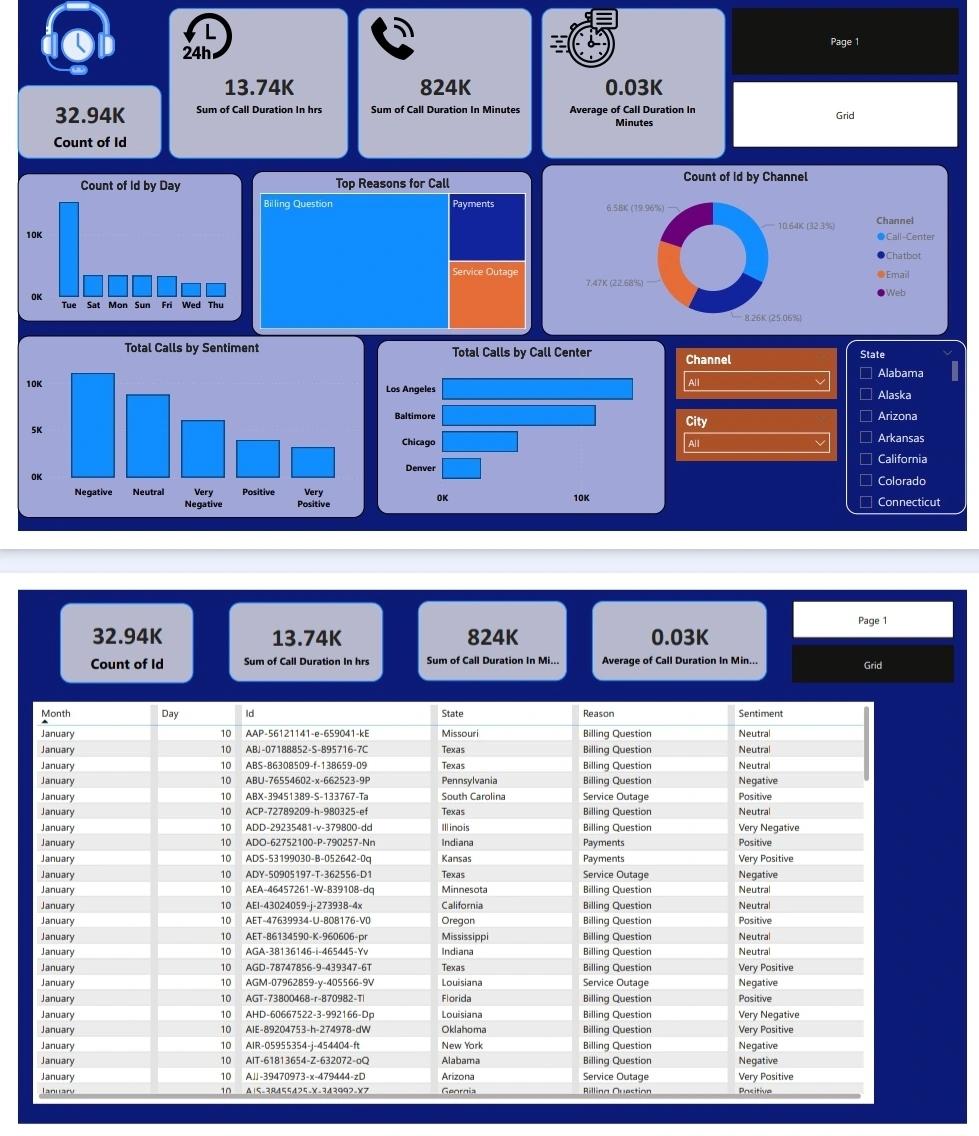 24h
32.94K
Count of Id
13.74K
Sum of Call Duration In hrs
824K
Sum of Call Duration In Minutes
0.03K
Average of Call Duration In
Minutes
Page 1
Grid
Count of Id by Day
10K
0K
Tue Sat Mon Sun Fri Wed Thu
Top Reasons for Call
Billing Question
Payments
Service Outage
Count of Id by Channel
6.58K (19.96%)
10.64K (32.3%)
7.47K (22.68%)
8.26K (25.06%)
Channel
Call-Center
Chatbot
Email
Web
Total Calls by Sentiment
10K
5K
0K
Negative Neutral Very Negative Positive Very Positive
Total Calls by Call Center
Los Angeles
Baltimore
Chicago
Denver
0K 10K
Channel
All
City
All
State
Alabama
Alaska
Arizona
Arkansas
California
Colorado
Connecticut
32.94K
Count of Id
13.74K
Sum of Call Duration In hrs
824K
Sum of Call Duration In Mi...
0.03K
Average of Call Duration In Min...
Page 1
Grid
Month Day Id State Reason Sentiment
January 10 AAP-56121141-e-659041-kE Missouri Billing Question Neutral
January 10 ABJ-07188852-S-895716-7C Texas Billing Question Neutral
January 10 ABS-86308509-f-138659-09 Texas Billing Question Neutral
January 10 ABU-76554602-x-662523-9P Pennsylvania Billing Question Negative
January 10 ABX-39451389-S-133767-Ta South Carolina Service Outage Positive
January 10 ACP-72789209-h-980325-ef Texas Billing Question Neutral
January 10 ADD-29235481-v-379800-dd Illinois Billing Question Very Negative
January 10 ADO-62752100-P-790257-Nn Indiana Payments Positive
January 10 ADS-53199030-B-052642-0q Kansas Payments Very Positive
January 10 ADY-50905197-T-362556-D1 Texas Service Outage Negative
January 10 AEA-46457261-W-839108-dq Minnesota Billing Question Neutral
January 10 AEI-43024059-j-273938-4x California Billing Question Neutral
January 10 AET-47639934-U-808176-V0 Oregon Billing Question Positive
January 10 AET-86134590-K-960606-pr Mississippi Billing Question Neutral
January 10 AGA-38136146-i-465445-Yv Indiana Billing Question Neutral
January 10 AGD-78747856-9-439347-6T Texas Billing Question Very Positive
January 10 AGM-07962859-y-405566-9V Louisiana Service Outage Negative
January 10 AGT-73800468-r-870982-Tl Florida Billing Question Positive
January 10 AHD-60667522-3-992166-Dp Louisiana Billing Question Very Negative
January 10 AIE-89204753-h-274978-dW Oklahoma Billing Question Very Positive
January 10 AIR-05955354-j-454404-ft New York Billing Question Negative
January 10 AIT-61813654-Z-632072-oQ Alabama Billing Question Negative
January 10 AJJ-39470973-x-479444-zD Arizona Service Outage Very Positive
January 10 AJS-38455425-X-343992-XZ Georgia Billing Question Positive